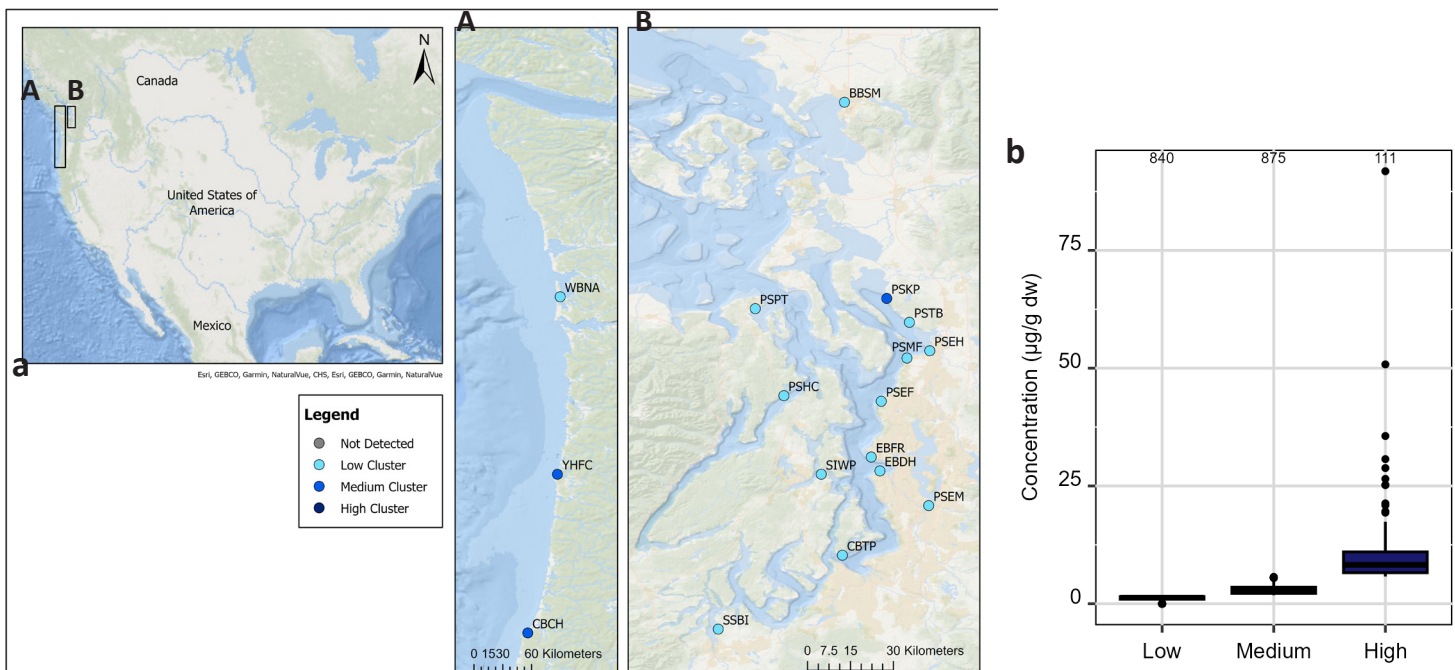 A
B
N
Canada
A
B
United States of
America
Mexico
a
Esri, GEBCO, Garmin, NaturalVue, CHS, Esri, GEBCO, Garmin, NaturalVue
Legend
Not Detected
Low Cluster
Medium Cluster
High Cluster
WBNA
YHFC
CBCH
0 1530 60 Kilometers
BBSM
PSKP
PSPT
PSTB
PSEH
PSMF
PSHC
PSEF
EBFR
EBDH
SIWP
PSEM
CBTP
SSBI
0 7.5 15 30 Kilometers
b
840 875 111
Concentration (µg/g dw)
75
50
25
0
Low Medium High